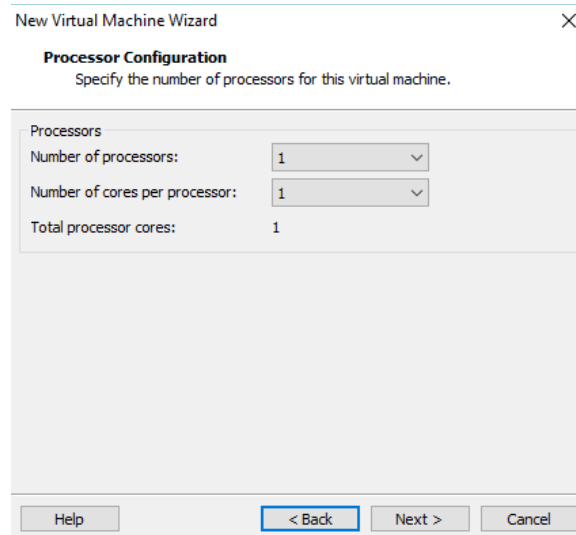 New Virtual Machine Wizard
Processor Configuration
Specify the number of processors for this virtual machine.
Processors
Number of processors: 1
Number of cores per processor: 1
Total processor cores: 1
Help < Back Next > Cancel